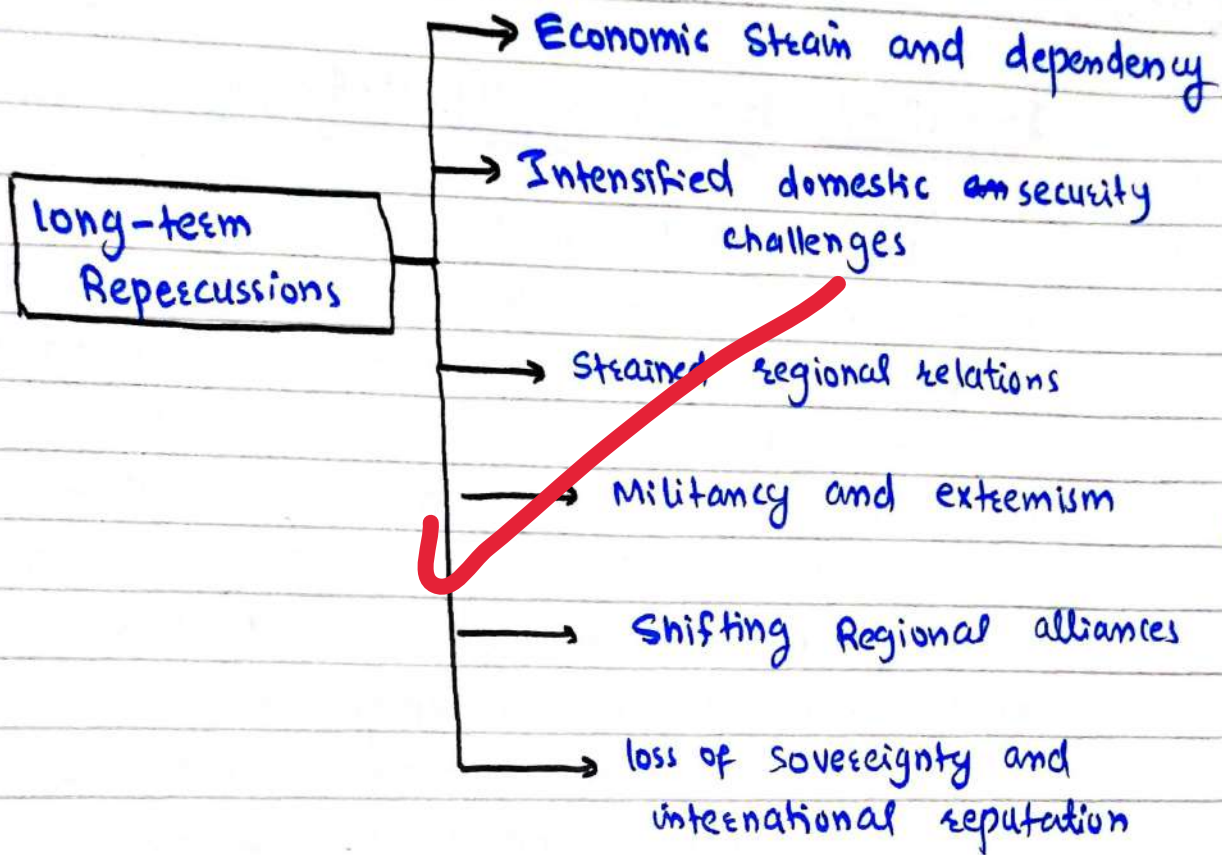 Economic Strain and dependency
Intensified domestic security
challenges
long-term
Repercussions
Strained regional relations
Militancy and extremism
Shifting Regional alliances
loss of sovereignty and
international reputation